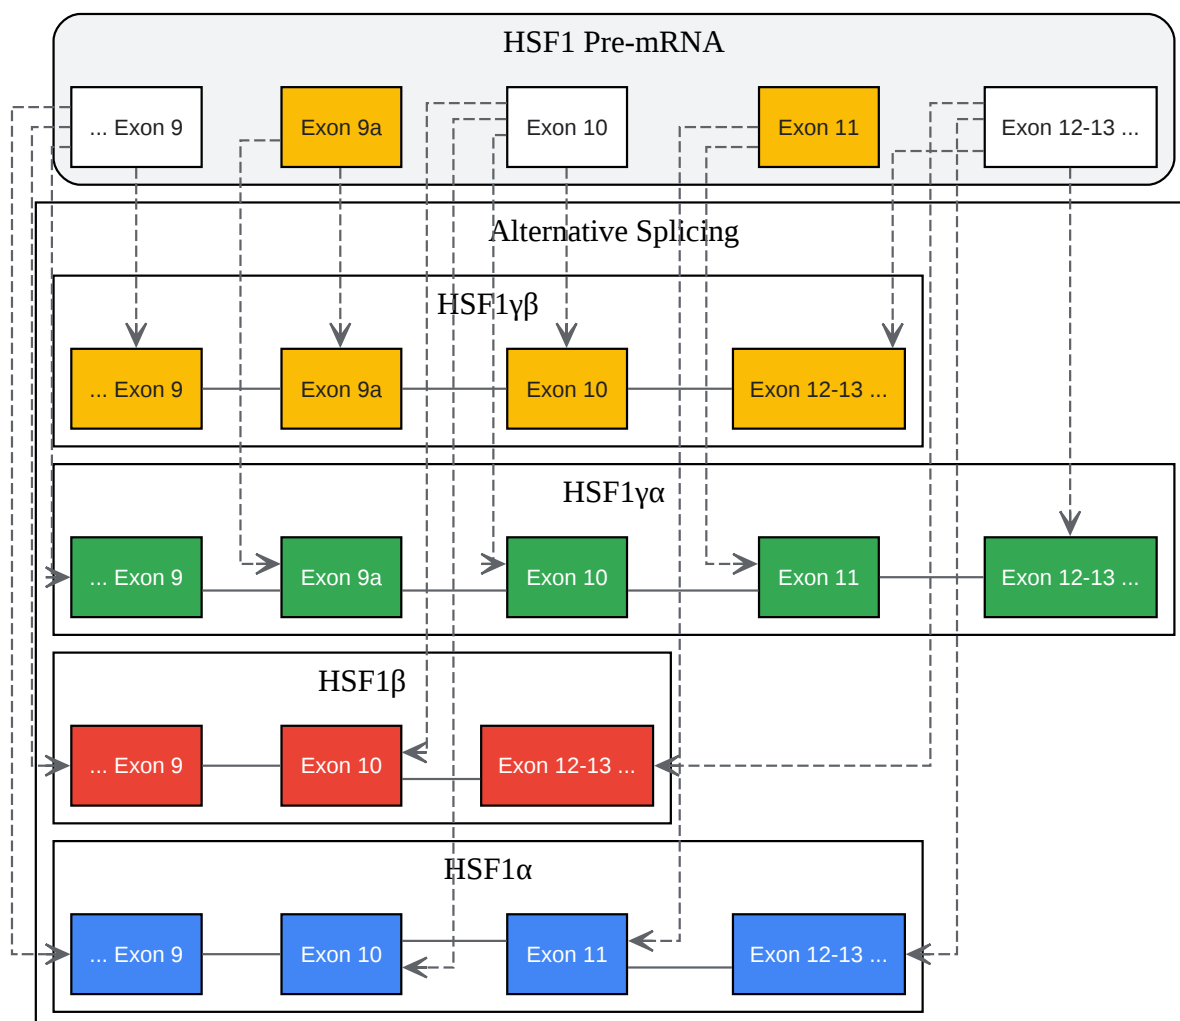 HSF1 Pre-mRNA
... Exon 9
Exon 9a
Exon 10
Exon 11
Exon 12-13 ...
Alternative Splicing
HSF1γβ
... Exon 9
Exon 9a
Exon 10
Exon 12-13 ...
HSF1γα
... Exon 9
Exon 9a
Exon 10
Exon 11
Exon 12-13 ...
HSF1β
... Exon 9
Exon 10
Exon 12-13 ...
HSF1α
... Exon 9
Exon 10
Exon 11
Exon 12-13 ...